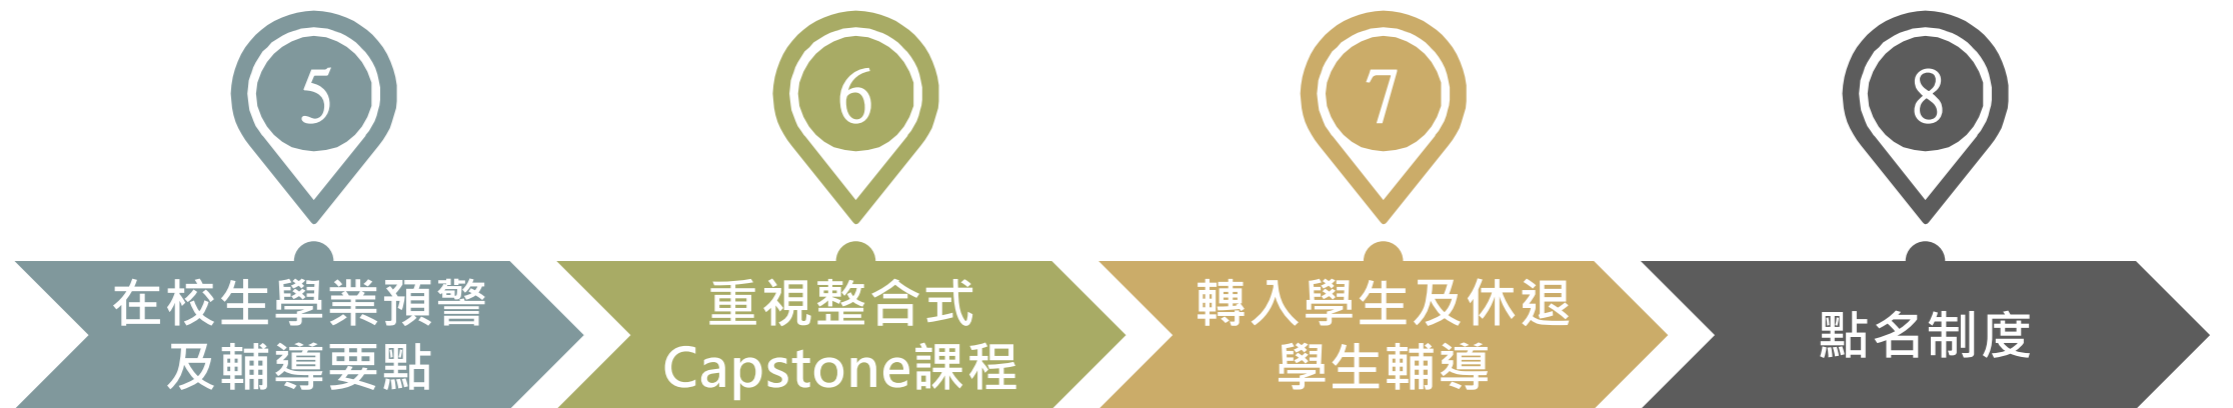 5
6
7
8
在校生學業預警
及輔導要點
重視整合式
Capstone課程
轉入學生及休退
學生輔導
點名制度